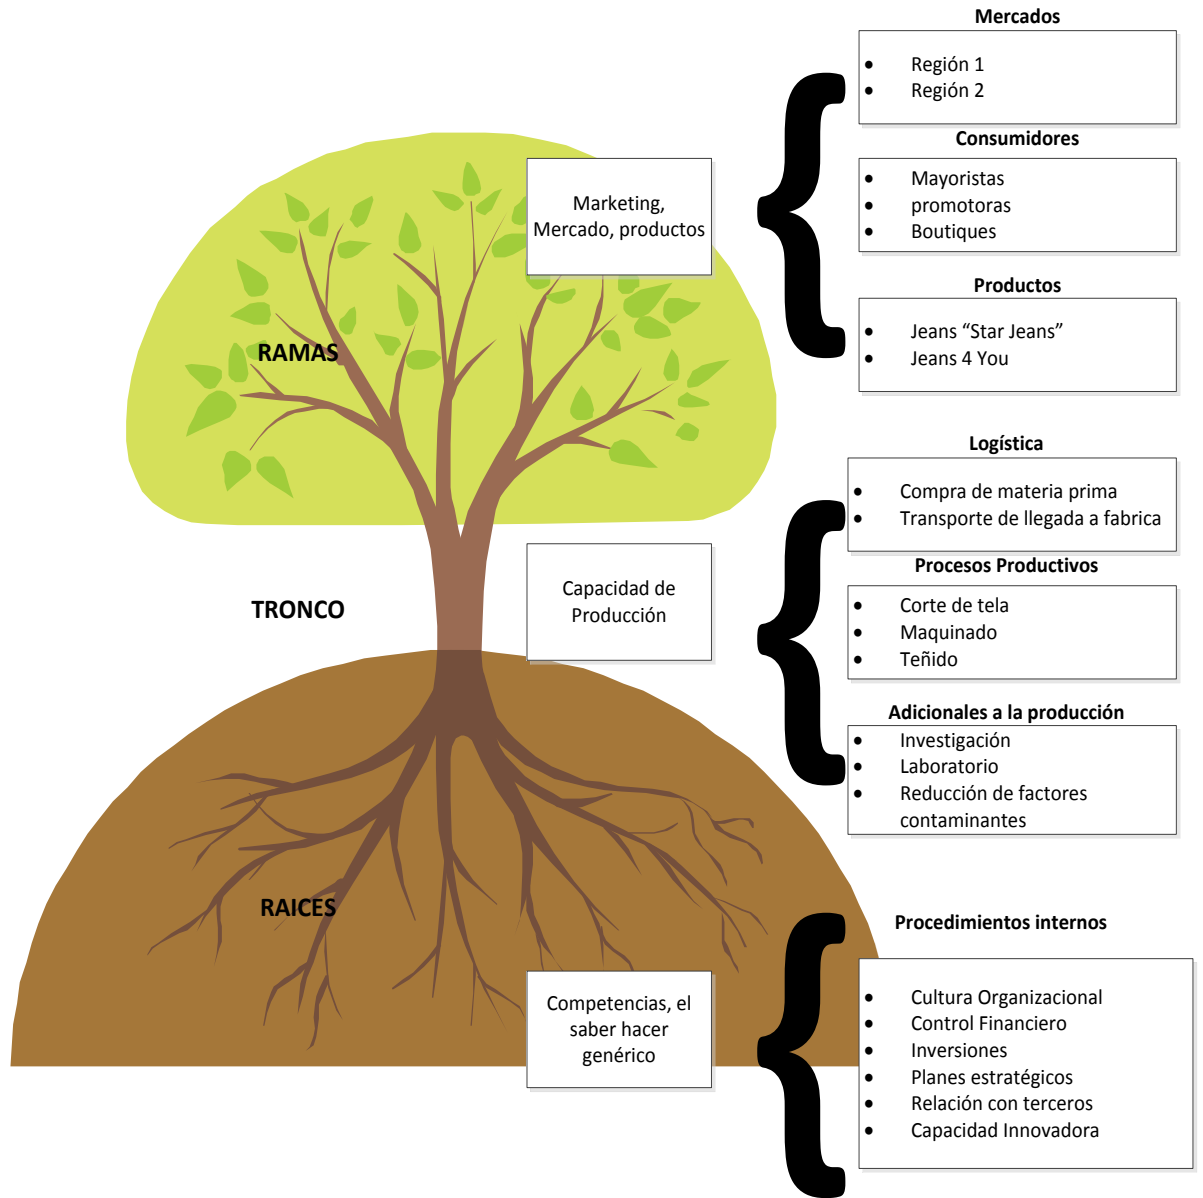 Mercados
• Región 1
• Región 2
Consumidores
• Mayoristas
• promotoras
• Boutiques
Productos
• Jeans “Star Jeans”
• Jeans 4 You
Marketing,
Mercado, productos
RAMAS
Logística
• Compra de materia prima
• Transporte de llegada a fabrica
Procesos Productivos
• Corte de tela
• Maquinado
• Teñido
Adicionales a la producción
• Investigación
• Laboratorio
• Reducción de factores
contaminantes
Capacidad de
Producción
TRONCO
RAICES
Procedimientos internos
• Cultura Organizacional
• Control Financiero
• Inversiones
• Planes estratégicos
• Relación con terceros
• Capacidad Innovadora
Competencias, el
saber hacer
genérico